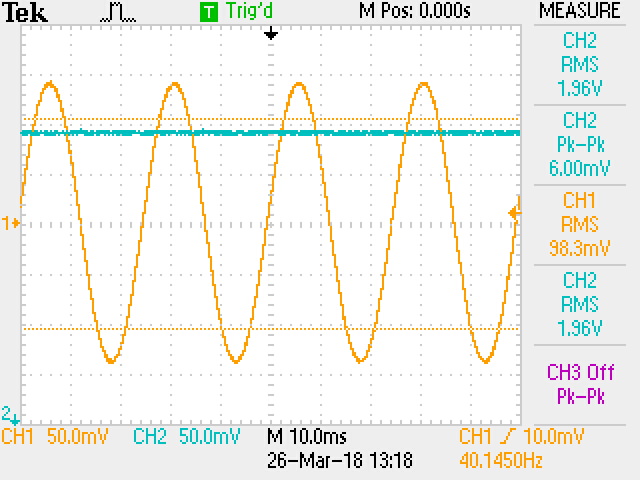 Tek T Trig'd M Pos: 0.000s MEASURE
CH2
RMS
1.96V
CH2
Pk-Pk
6.00mV
CH1
RMS
98.3mV
CH2
RMS
1.96V
CH3 Off
Pk-Pk
1
2
CH1 50.0mV CH2 50.0mV M 10.0ms CH1 10.0mV
26-Mar-18 13:18 40.1450Hz